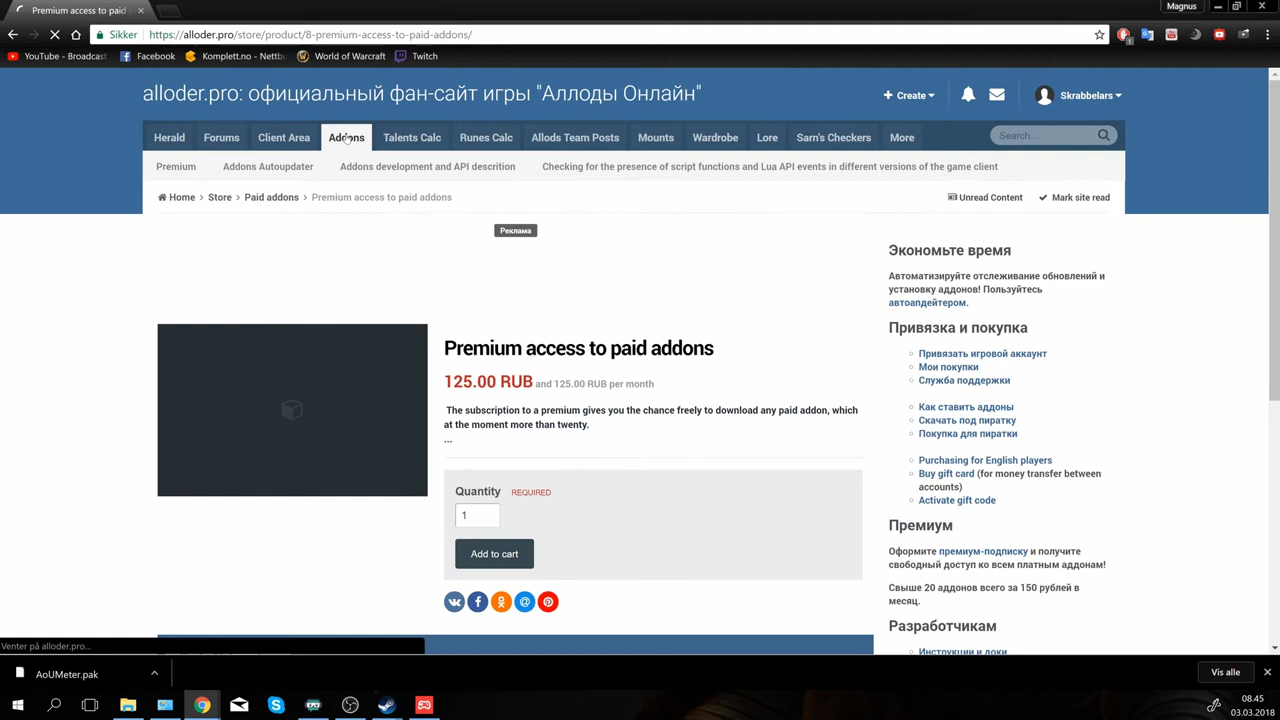 Premium access to paid
Magnus
Sikker
https://alloder.pro/store/product/8-premium-access-to-paid-addons/
YouTube - Broadcast
Facebook
Komplett.no - Nettbu
World of Warcraft
Twitch
alloder.pro: официальный фан-сайт игры "Аллоды Онлайн"
Create
Skrabbelars
Herald
Forums
Client Area
Addons
Talents Calc
Runes Calc
Allods Team Posts
Mounts
Wardrobe
Lore
Sarn's Checkers
More
Search...
Premium
Addons Autoupdater
Addons development and API descrition
Checking for the presence of script functions and Lua API events in different versions of the game client
Home
Store
Paid addons
Premium access to paid addons
Unread Content
Mark site read
Реклама
Premium access to paid addons
125.00 RUB and 125.00 RUB per month
The subscription to a premium gives you the chance freely to download any paid addon, which
at the moment more than twenty.
...
Quantity REQUIRED
1
Add to cart
Экономьте время
Автоматизируйте отслеживание обновлений и
установку аддонов! Пользуйтесь
автоапдейтером.
Привязка и покупка
Привязать игровой аккаунт
Мои покупки
Служба поддержки
Как ставить аддоны
Скачать под пиратку
Покупка для пиратки
Purchasing for English players
Buy gift card (for money transfer between
accounts)
Activate gift code
Премиум
Оформите премиум-подписку и получите
свободный доступ ко всем платным аддонам!
Свыше 20 аддонов всего за 150 рублей в
месяц.
Разработчикам
Инструкции и доки
Venter på alloder.pro...
AoUMeter.pak
Vis alle
08.45
03.03.2018